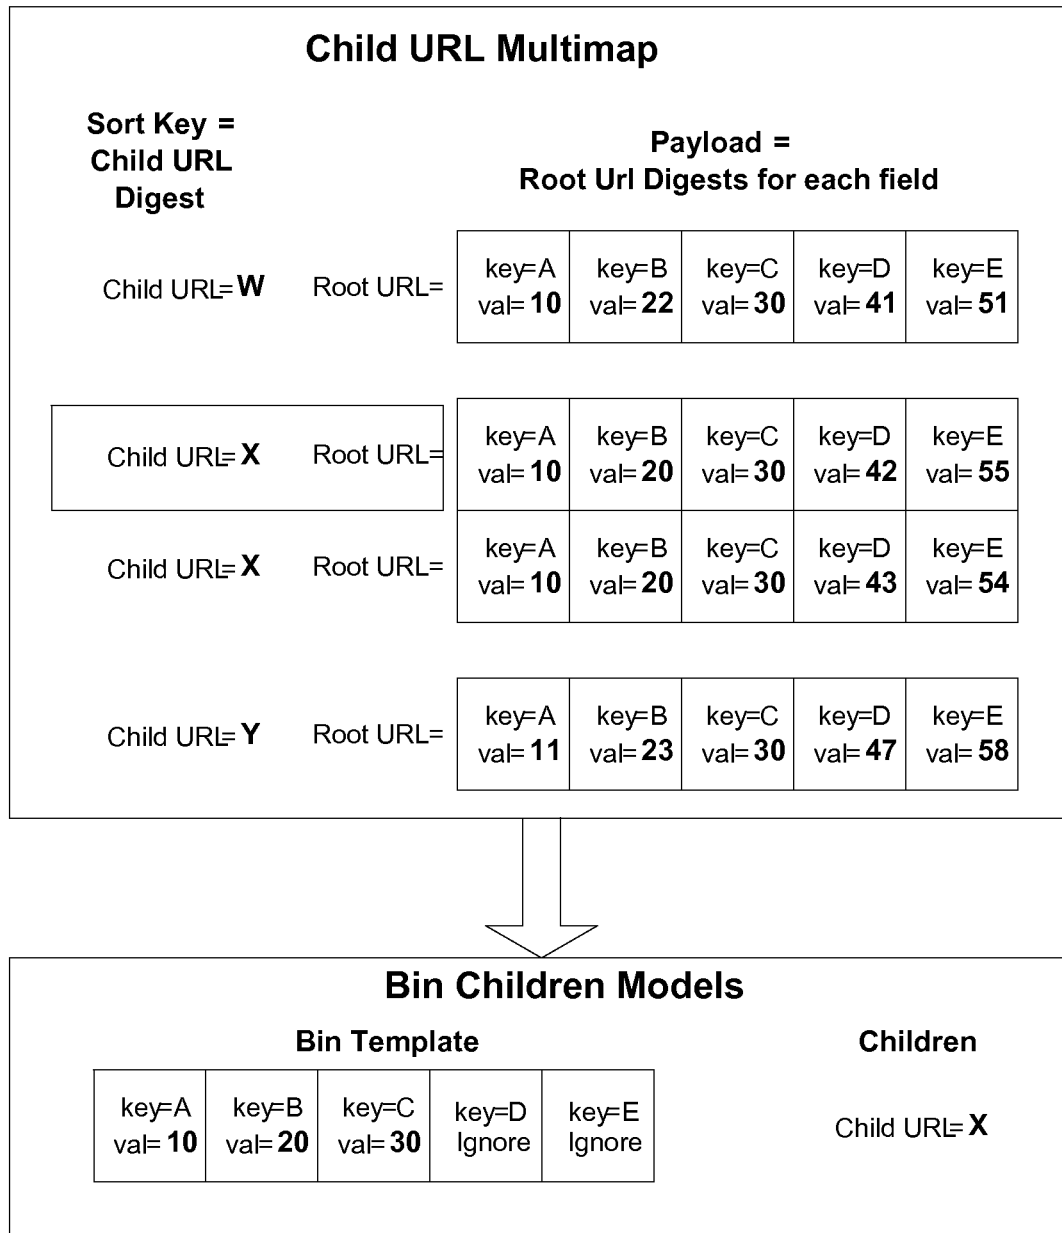 Child URL Multimap
Sort Key =
Child URL
Digest
Payload =
Root Url Digests for each field
Child URL= W Root URL=
key=A key=B key=C key=D key=E
val= 10 val= 22 val= 30 val= 41 val= 51
Child URL= X Root URL=
key=A key=B key=C key=D key=E
val= 10 val= 20 val= 30 val= 42 val= 55
Child URL= X Root URL=
key=A key=B key=C key=D key=E
val= 10 val= 20 val= 30 val= 43 val= 54
Child URL= Y Root URL=
key=A key=B key=C key=D key=E
val= 11 val= 23 val= 30 val= 47 val= 58
Bin Children Models
Bin Template
Children
key=A key=B key=C key=D key=E
val= 10 val= 20 val= 30 Ignore Ignore
Child URL= X